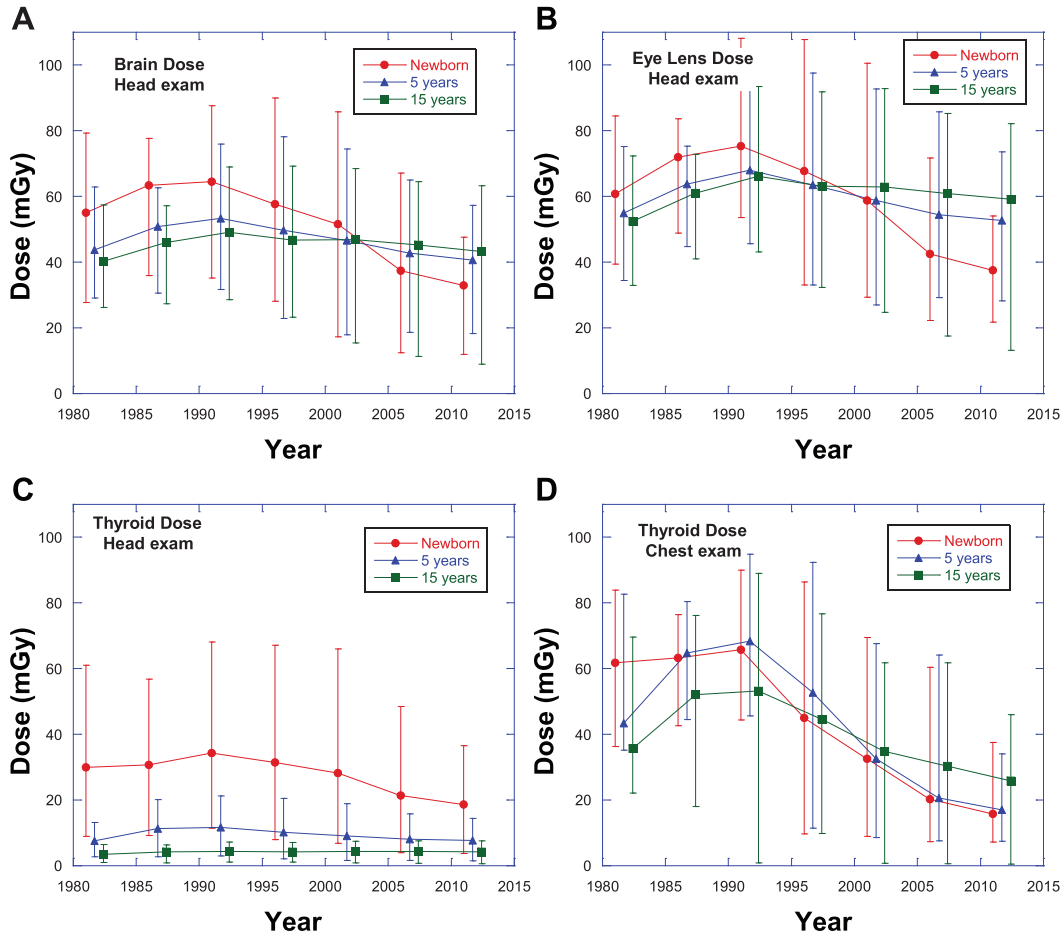 A
Brain Dose
Head exam
Newborn
5 years
15 years
Dose (mGy)
100
80
60
40
20
0
1980 1985 1990 1995 2000 2005 2010 2015
Year
B
Eye Lens Dose
Head exam
Newborn
5 years
15 years
Dose (mGy)
100
80
60
40
20
0
1980 1985 1990 1995 2000 2005 2010 2015
Year
C
Thyroid Dose
Head exam
Newborn
5 years
15 years
Dose (mGy)
100
80
60
40
20
0
1980 1985 1990 1995 2000 2005 2010 2015
Year
D
Thyroid Dose
Chest exam
Newborn
5 years
15 years
Dose (mGy)
100
80
60
40
20
0
1980 1985 1990 1995 2000 2005 2010 2015
Year